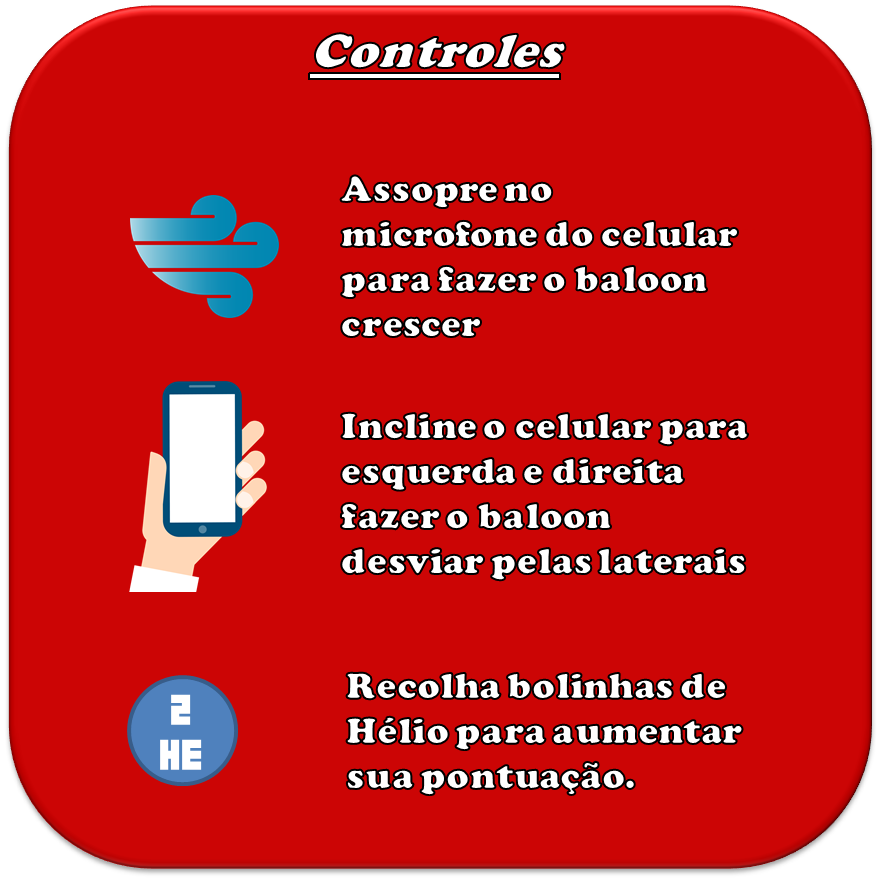 Controles
Assopre no
microfone do celular
para fazer o baloon
crescer
Incline o celular para
esquerda e direita
fazer o baloon
desviar pelas laterais
2
HE
Recolha bolinhas de
Hélio para aumentar
sua pontuação.